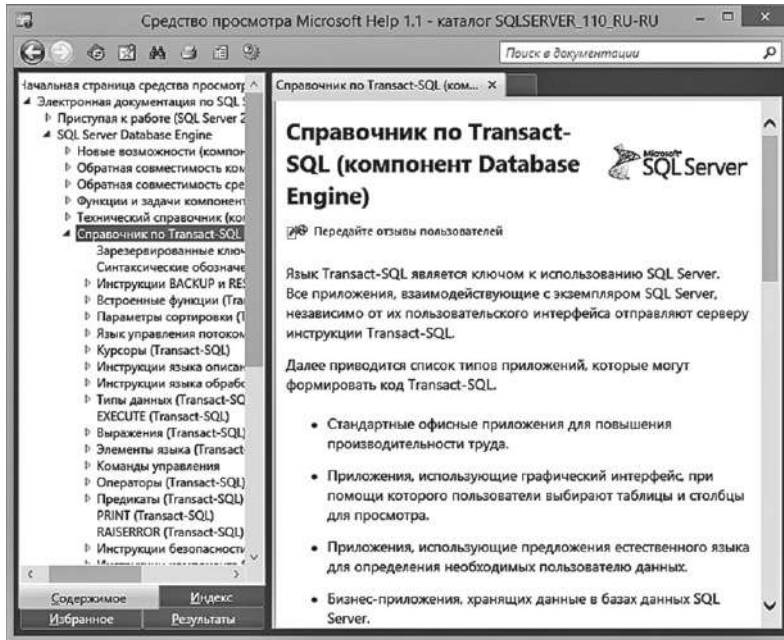 Средство просмотра Microsoft Help 1.1 - каталог SQLSERVER_110_RU-RU
Поиск в документации
Начальная страница средства просмотр
Электронная документация по SQL S
Приступая к работе (SQL Server 2
SQL Server Database Engine
Новые возможности (компон
Обратная совместимость ком
Обратная совместимость сре
Функции и задачи компонент
Технический справочник (ко
Справочник по Transact-SQL
Зарезервированные ключ
Синтаксические обозначе
Инструкции BACKUP и RES
Встроенные функции (Tra
Параметры сортировки (T
Язык управления потоком
Курсоры (Transact-SQL)
Инструкции языка описан
Инструкции языка обрабо
Типы данных (Transact-SQ
EXECUTE (Transact-SQL)
Выражения (Transact-SQL)
Элементы языка (Transact
Команды управления
Операторы (Transact-SQL)
Предикаты (Transact-SQL)
PRINT (Transact-SQL)
RAISERROR (Transact-SQL)
Инструкции безопасности
Содержимое
Индекс
Избранное
Результаты
Справочник по Transact-SQL (ком...
Справочник по Transact-
SQL (компонент Database
Engine)
Microsoft
SQL Server
Передайте отзывы пользователей
Язык Transact-SQL является ключом к использованию SQL Server.
Все приложения, взаимодействующие с экземпляром SQL Server,
независимо от их пользовательского интерфейса отправляют серверу
инструкции Transact-SQL.
Далее приводится список типов приложений, которые могут
формировать код Transact-SQL.
• Стандартные офисные приложения для повышения
производительности труда.
• Приложения, использующие графический интерфейс, при
помощи которого пользователи выбирают таблицы и столбцы
для просмотра.
• Приложения, использующие предложения естественного языка
для определения необходимых пользователю данных.
• Бизнес-приложения, хранящих данные в базах данных SQL
Server.